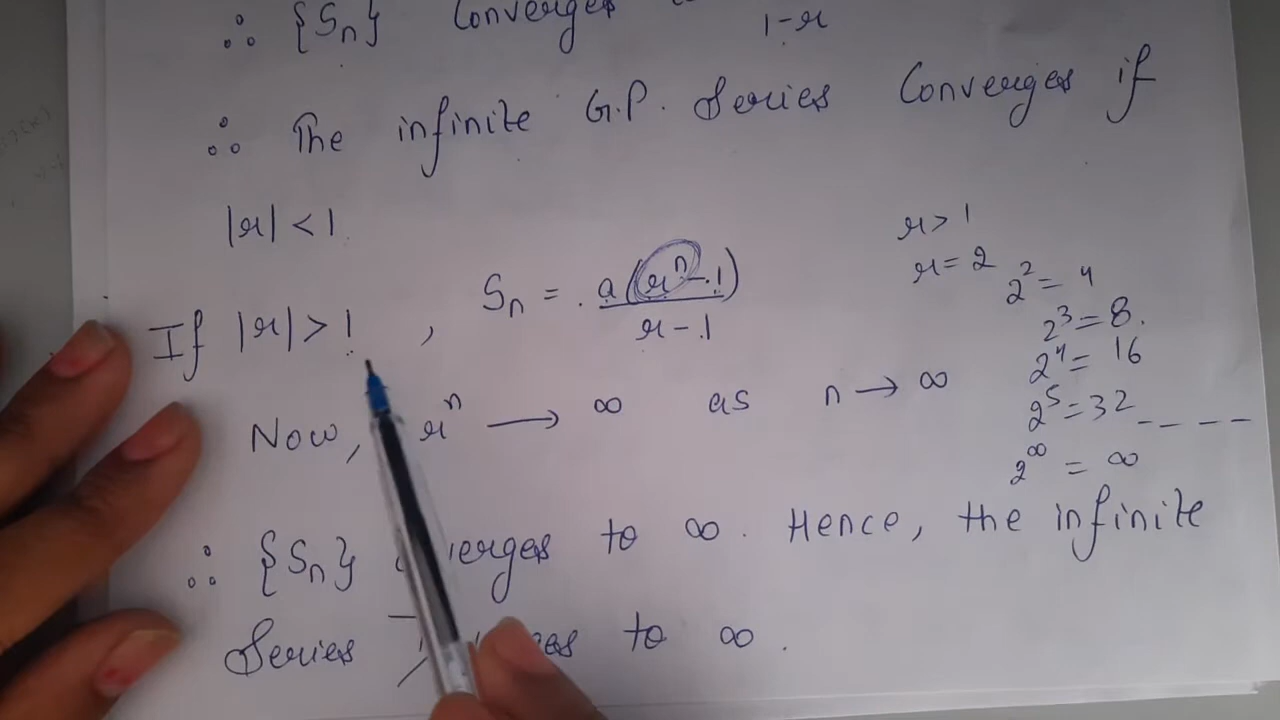 ∴ {Sn} Converges
1-r
∴ The infinite G.P. Series Converges if
|r| < 1
If |r| > 1 , Sn = a(r^n - 1) / r - 1
r > 1
r = 2
2^2 = 4
2^3 = 8.
2^4 = 16
2^5 = 32 ----
2^∞ = ∞
Now, r^n → ∞ as n → ∞
∴ {Sn} to ∞. Hence, the infinite
Series to ∞.